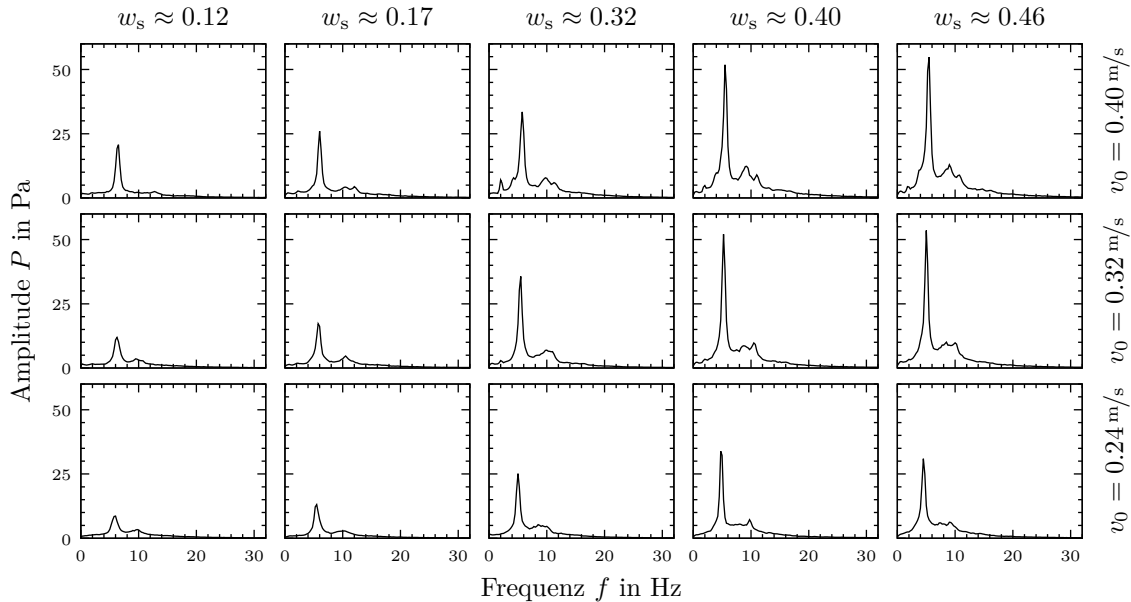 w_s ≈ 0.12 w_s ≈ 0.17 w_s ≈ 0.32 w_s ≈ 0.40 w_s ≈ 0.46
Amplitude P in Pa
50
25
0
v_0 = 0.40 m/s
50
25
0
v_0 = 0.32 m/s
50
25
0
v_0 = 0.24 m/s
0 10 20 30 0 10 20 30 0 10 20 30 0 10 20 30 0 10 20 30
Frequenz f in Hz